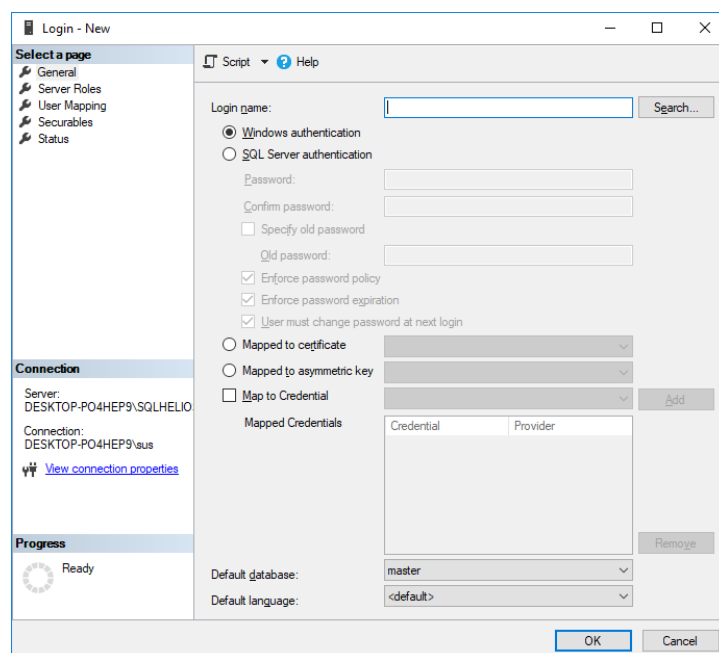 Login - New
Select a page
General
Server Roles
User Mapping
Securables
Status
Script
Help
Login name:
Search...
Windows authentication
SQL Server authentication
Password:
Confirm password:
Specify old password
Old password:
Enforce password policy
Enforce password expiration
User must change password at next login
Mapped to certificate
Mapped to asymmetric key
Map to Credential
Add
Mapped Credentials
Credential Provider
Remove
Default database: master
Default language: <default>
Connection
Server:
DESKTOP-PO4HEP9\SQLHELIO
Connection:
DESKTOP-PO4HEP9\sus
View connection properties
Progress
Ready
OK
Cancel